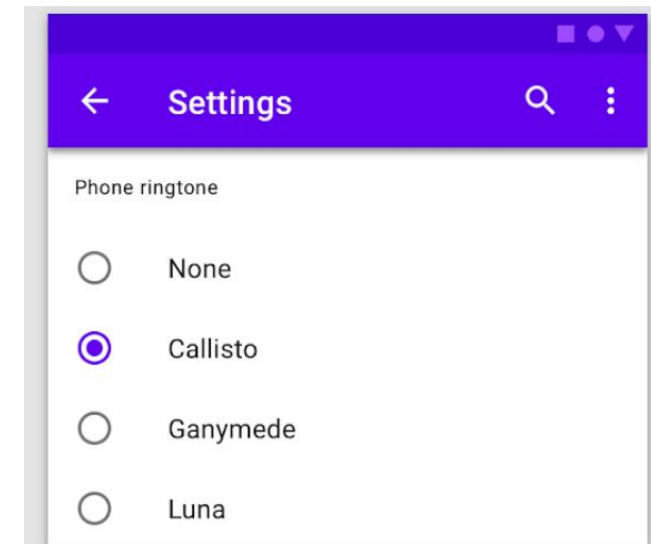 Settings
Phone ringtone
None
Callisto
Ganymede
Luna